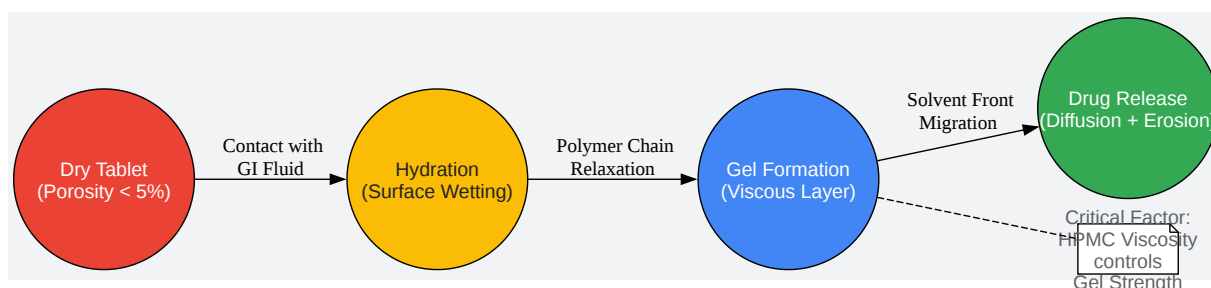 Dry Tablet
(Porosity < 5%)
Contact with
GI Fluid
Hydration
(Surface Wetting)
Polymer Chain
Relaxation
Gel Formation
(Viscous Layer)
Solvent Front
Migration
Drug Release
(Diffusion + Erosion)
Critical Factor:
HPMC Viscosity
controls
Gel Strength